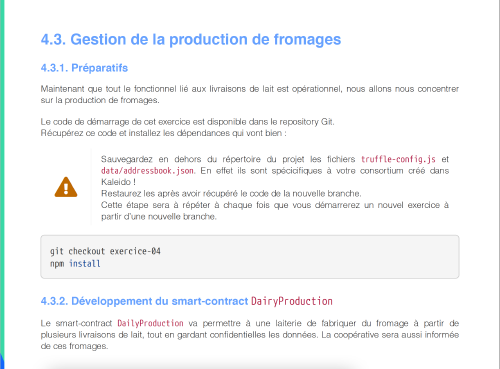 4.3. Gestion de la production de fromages
4.3.1. Préparatifs
Maintenant que tout le fonctionnel lié aux livraisons de lait est opérationnel, nous allons nous concentrer
sur la production de fromages.
Le code de démarrage de cet exercice est disponible dans le repository Git.
Récupérez ce code et installez les dépendances qui vont bien :
Sauvegardez en dehors du répertoire du projet les fichiers truffle-config.js et
data/addressbook.json. En effet ils sont spécicifiques à votre consortium créé dans
Kaleido !
Restaurez les après avoir récupéré le code de la nouvelle branche.
Cette étape sera à répéter à chaque fois que vous démarrerez un nouvel exercice à
partir d'une nouvelle branche.
git checkout exercice-04
npm install
4.3.2. Développement du smart-contract DairyProduction
Le smart-contract DailyProduction va permettre à une laiterie de fabriquer du fromage à partir de
plusieurs livraisons de lait, tout en gardant confidentielles les données. La coopérative sera aussi informée
de ces fromages.